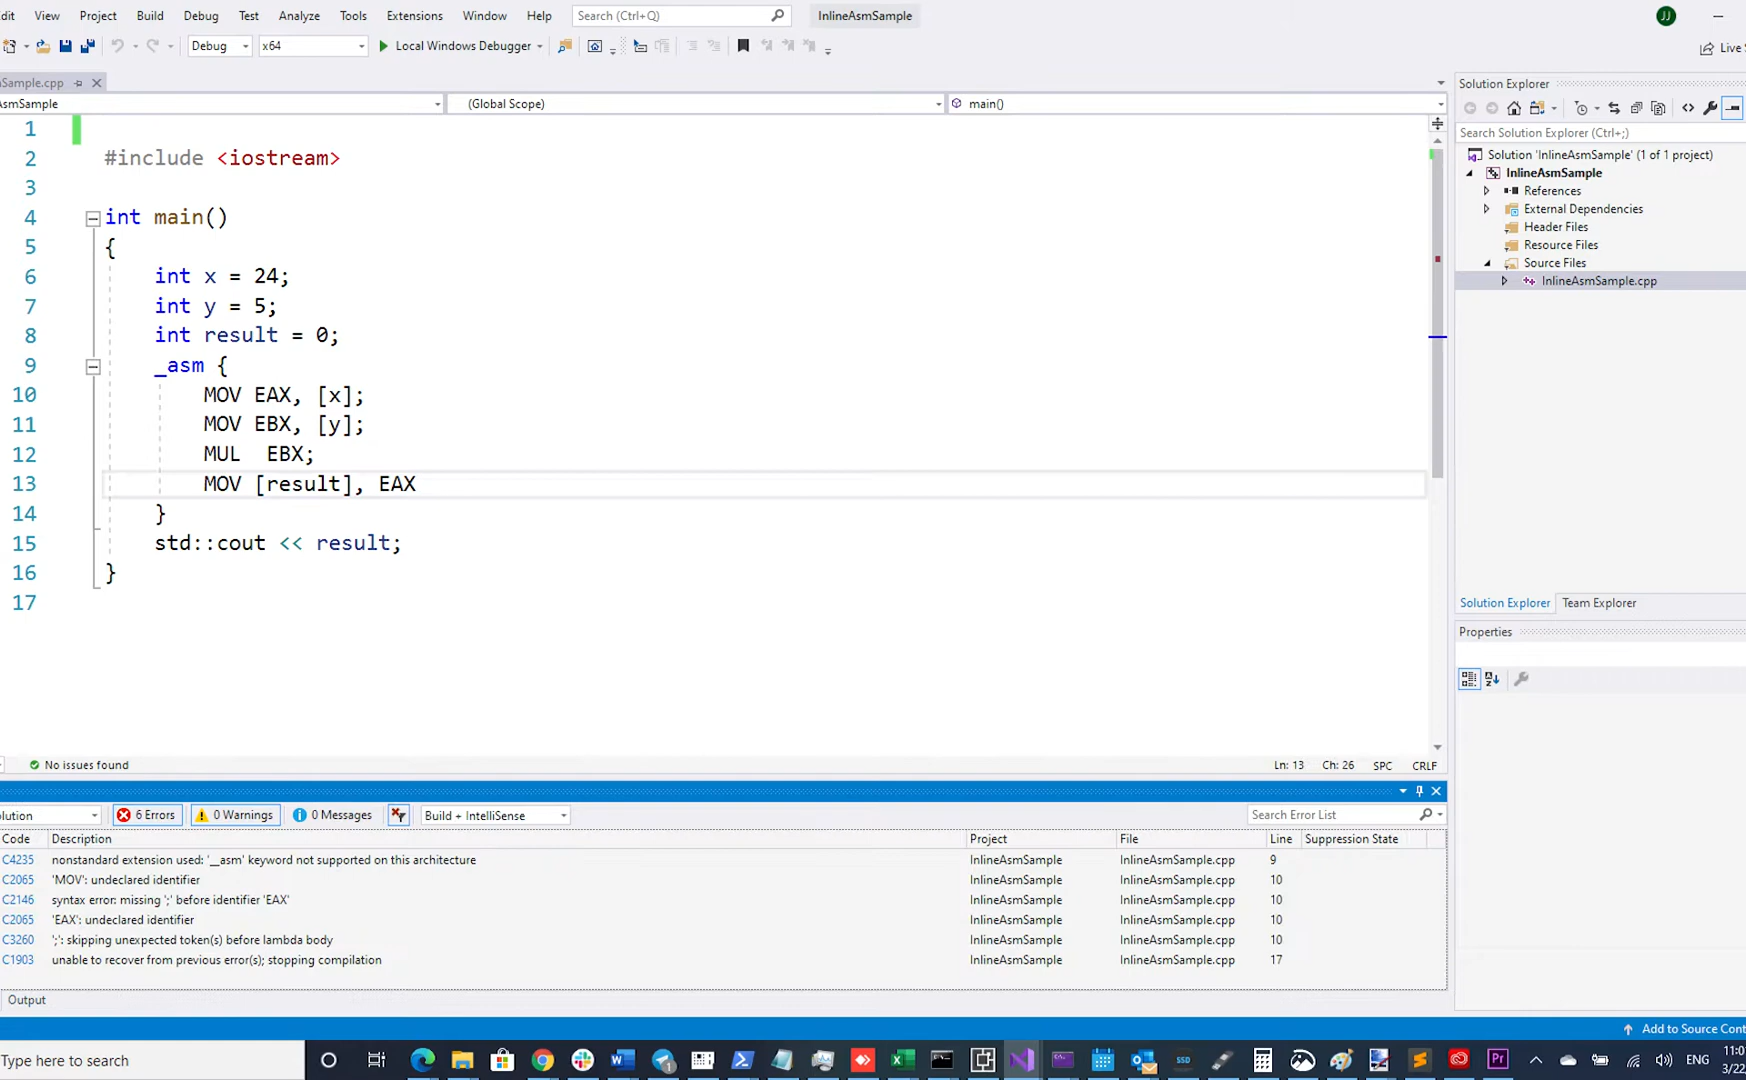 dit View Project Build Debug Test Analyze Tools Extensions Window Help Search (Ctrl+Q) InlineAsmSample JJ
Debug x64 Local Windows Debugger Live S
Sample.cpp
AsmSample (Global Scope) main()
1
2 #include <iostream>
3
4 int main()
5 {
6 int x = 24;
7 int y = 5;
8 int result = 0;
9 _asm {
10 MOV EAX, [x];
11 MOV EBX, [y];
12 MUL EBX;
13 MOV [result], EAX
14 }
15 std::cout << result;
16 }
17
No issues found Ln: 13 Ch: 26 SPC CRLF
Solution Explorer
Search Solution Explorer (Ctrl+;)
Solution 'InlineAsmSample' (1 of 1 project)
InlineAsmSample
References
External Dependencies
Header Files
Resource Files
Source Files
InlineAsmSample.cpp
Solution Explorer Team Explorer
Properties
olution 6 Errors 0 Warnings 0 Messages Build + IntelliSense Search Error List
Code Description Project File Line Suppression State
C4235 nonstandard extension used: '__asm' keyword not supported on this architecture InlineAsmSample InlineAsmSample.cpp 9
C2065 'MOV': undeclared identifier InlineAsmSample InlineAsmSample.cpp 10
C2146 syntax error: missing ';' before identifier 'EAX' InlineAsmSample InlineAsmSample.cpp 10
C2065 'EAX': undeclared identifier InlineAsmSample InlineAsmSample.cpp 10
C3260 ';': skipping unexpected token(s) before lambda body InlineAsmSample InlineAsmSample.cpp 10
C1903 unable to recover from previous error(s); stopping compilation InlineAsmSample InlineAsmSample.cpp 17
Output
Add to Source Cont
Type here to search SSD Pr ENG 11:0
3/22